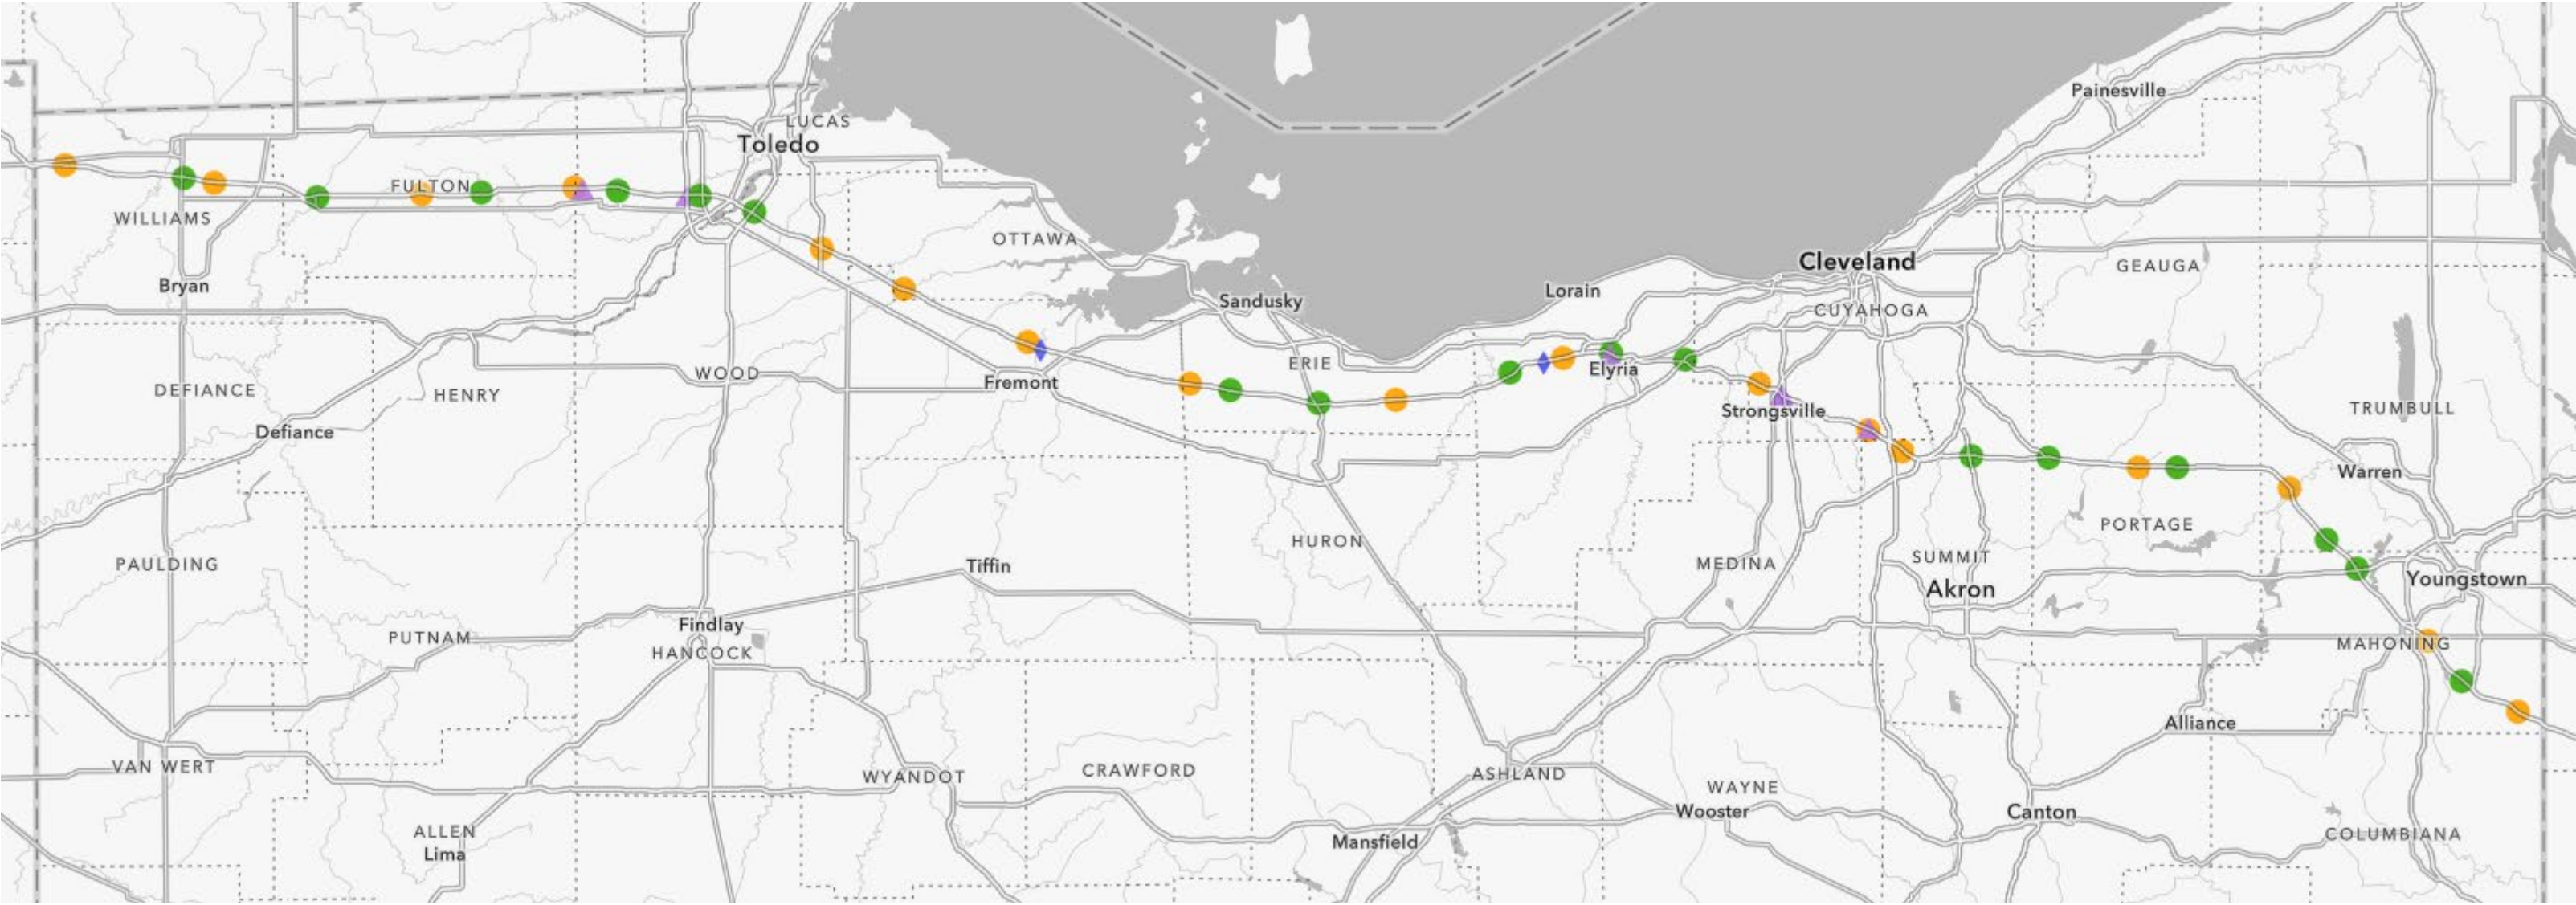 Painesville
LUCAS
Toledo
FULTON
WILLIAMS
OTTAWA
Cleveland
GEAUGA
Bryan
Lorain
Sandusky
CUYAHOGA
ERIE
Elyria
WOOD
Fremont
DEFIANCE
HENRY
Strongsville
TRUMBULL
Defiance
Warren
PORTAGE
HURON
PAULDING
Tiffin
MEDINA
SUMMIT
Youngstown
Akron
Findlay
PUTNAM
MAHONING
HANCOCK
Alliance
VAN WERT
CRAWFORD
ASHLAND
WYANDOT
WAYNE
Wooster
Canton
ALLEN
COLUMBIANA
Mansfield
Lima